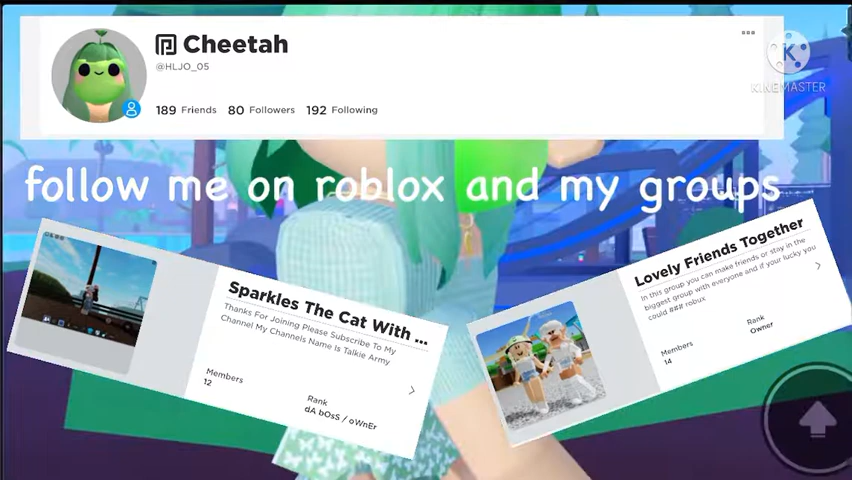 Cheetah
@HLJO_05
189 Friends 80 Followers 192 Following
KINEMASTER
follow me on roblox and my groups
Sparkles The Cat With ...
Thanks For Joining Please Subscribe To My
Channel My Channels Name Is Talkie Army
Members
12
Rank
dA bOsS / oWnEr
Lovely Friends Together
In this group you can make friends or stay in the
biggest group with everyone and if your lucky you
could ### robux
Members
14
Rank
Owner